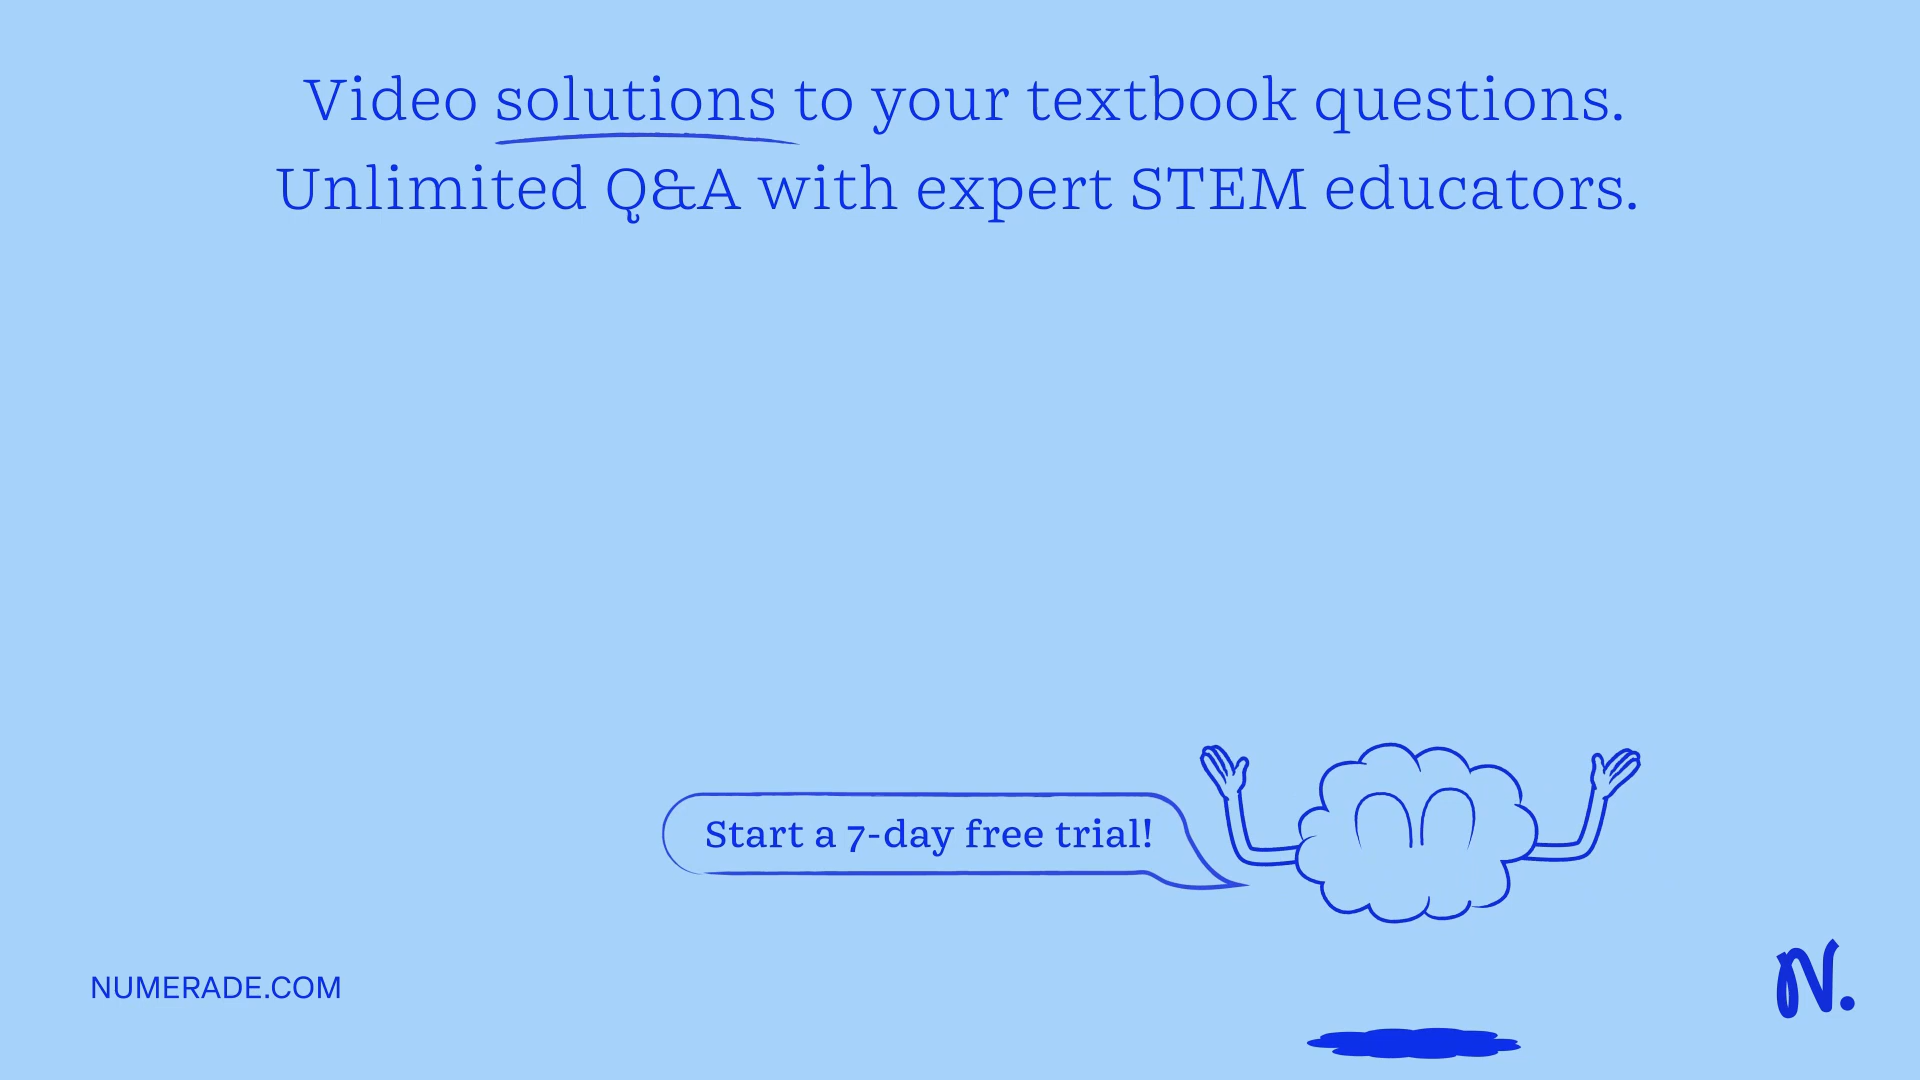 Video solutions to your textbook questions.
Unlimited Q&A with expert STEM educators.
Start a 7-day free trial!
NUMERADE.COM
N.